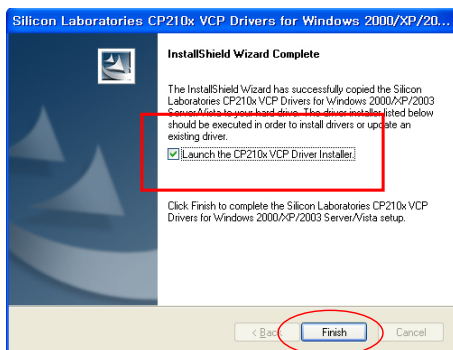 Silicon Laboratories CP210x VCP Drivers for Windows 2000/XP/20...
InstallShield Wizard Complete
The InstallShield Wizard has successfully copied the Silicon
Laboratories CP210x VCP Drivers for Windows 2000/XP/2003
Server/Vista to your hard drive. The driver installer listed below
should be executed in order to install drivers or update an
existing driver.
Launch the CP210x VCP Driver Installer.
Click Finish to complete the Silicon Laboratories CP210x VCP
Drivers for Windows 2000/XP/2003 Server/Vista setup.
< Back Finish Cancel